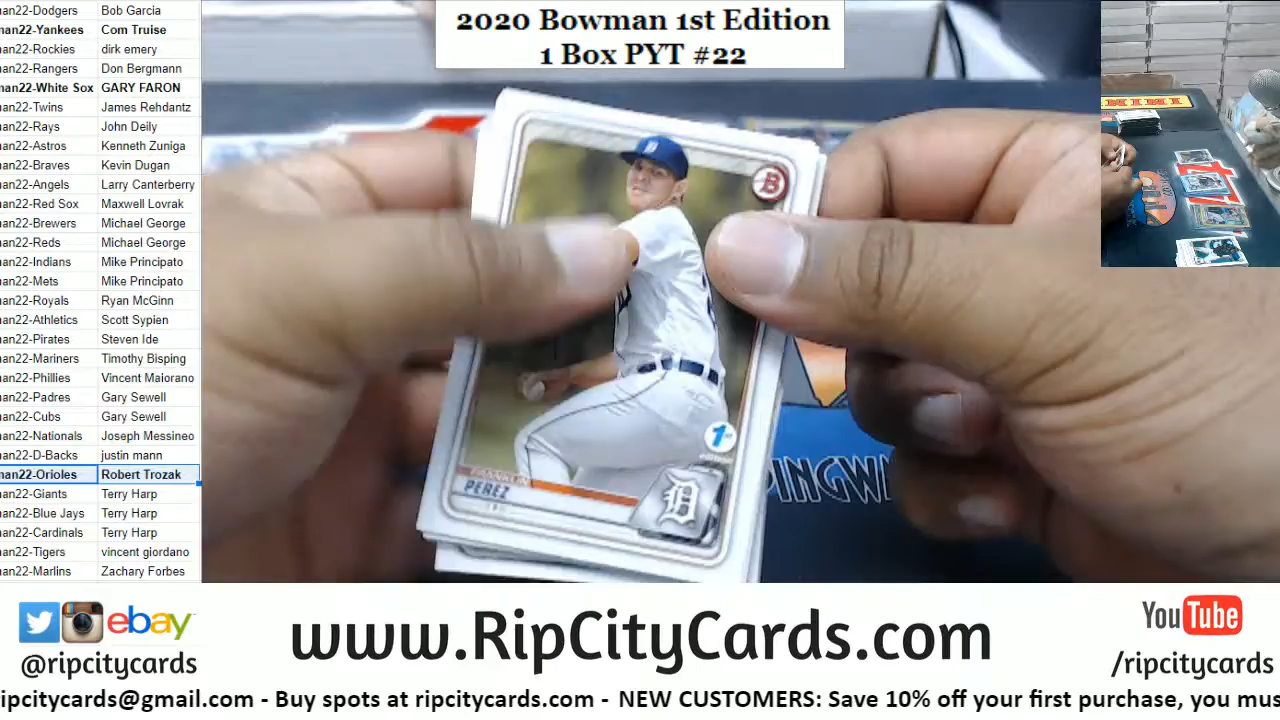 2020 Bowman 1st Edition
1 Box PYT #22
nan22-Dodgers Bob Garcia
nan22-Yankees Com Truise
nan22-Rockies dirk emery
nan22-Rangers Don Bergmann
nan22-White Sox GARY FARON
nan22-Twins James Rehdantz
nan22-Rays John Deily
nan22-Astros Kenneth Zuniga
nan22-Braves Kevin Dugan
nan22-Angels Larry Canterberry
nan22-Red Sox Maxwell Lovrak
nan22-Brewers Michael George
nan22-Reds Michael George
nan22-Indians Mike Principato
nan22-Mets Mike Principato
nan22-Royals Ryan McGinn
nan22-Athletics Scott Sypien
nan22-Pirates Steven Ide
nan22-Mariners Timothy Bisping
nan22-Phillies Vincent Maiorano
nan22-Padres Gary Sewell
nan22-Cubs Gary Sewell
nan22-Nationals Joseph Messineo
nan22-D-Backs justin mann
nan22-Orioles Robert Trozak
nan22-Giants Terry Harp
nan22-Blue Jays Terry Harp
nan22-Cardinals Terry Harp
nan22-Tigers vincent giordano
nan22-Marlins Zachary Forbes
PANINI
B
1st
FRANKLIN
PEREZ
D
PINGWA
ebay
@ripcitycards
www.RipCityCards.com
YouTube
/ripcitycards
ripcitycards@gmail.com - Buy spots at ripcitycards.com - NEW CUSTOMERS: Save 10% off your first purchase, you mus